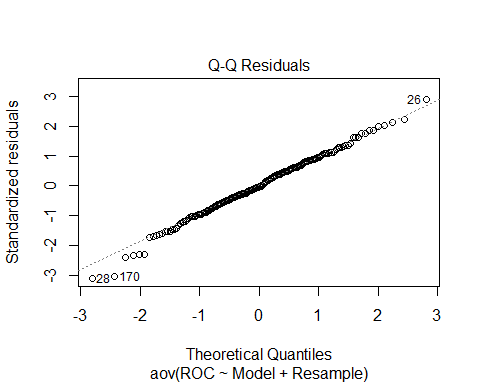 Q-Q Residuals
Standardized residuals
3
2
1
0
-1
-2
-3
26
28
170
-3 -2 -1 0 1 2 3
Theoretical Quantiles
aov(ROC ~ Model + Resample)